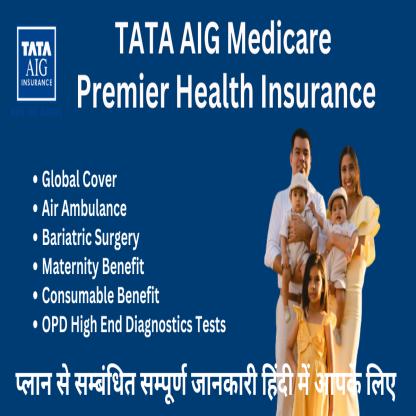 TATA
AIG
INSURANCE
TATA AIG Medicare
Premier Health Insurance
• Global Cover
• Air Ambulance
• Bariatric Surgery
• Maternity Benefit
• Consumable Benefit
• OPD High End Diagnostics Tests
प्लान से सम्बंधित सम्पूर्ण जानकारी हिंदी में आपके लिए